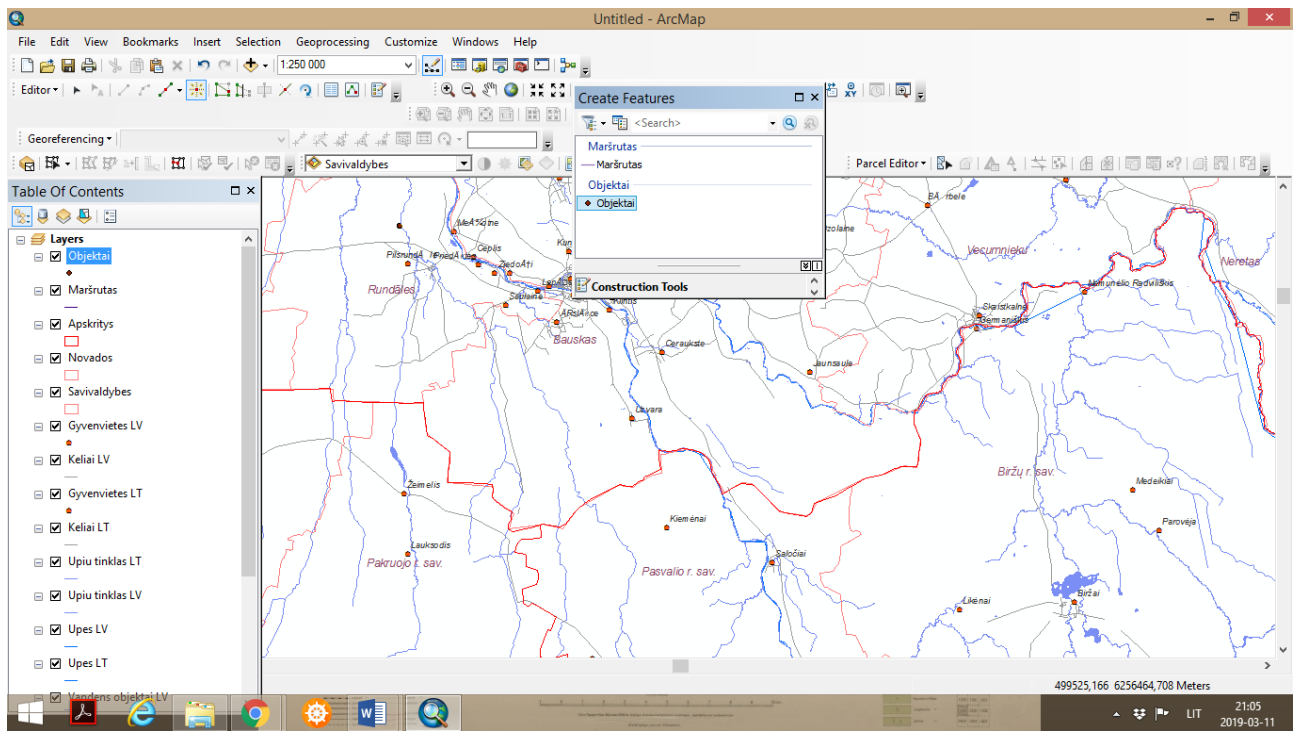 Untitled - ArcMap
File Edit View Bookmarks Insert Selection Geoprocessing Customize Windows Help
1:250 000
Editor
Create Features
<Search>
Georeferencing
Maršrutas
Maršrutas
Objektai
Objektai
Construction Tools
Savivaldybes
Parcel Editor
Table Of Contents
Layers
Objektai
Maršrutas
Apskritys
Novados
Savivaldybes
Gyvenvietes LV
Keliai LV
Gyvenvietes LT
Keliai LT
Upiu tinklas LT
Upiu tinklas LV
Upes LV
Upes LT
Vandens objektai LV
Ceplis
Rundāles
Saulaine
Bauskas
Ceraukste
Vecumnieku
Neretas
Skaistkalne
Germaniškis
Nemunėlio Radviliškis
Jaunsaule
Žeimelis
Kiemėnai
Lauksodis
Pakruojo r. sav.
Pasvalio r. sav.
Saločiai
Biržų r. sav.
Medeikiai
Parovėja
Likėnai
Biržai
499525,166 6256464,708 Meters
LIT
21:05
2019-03-11